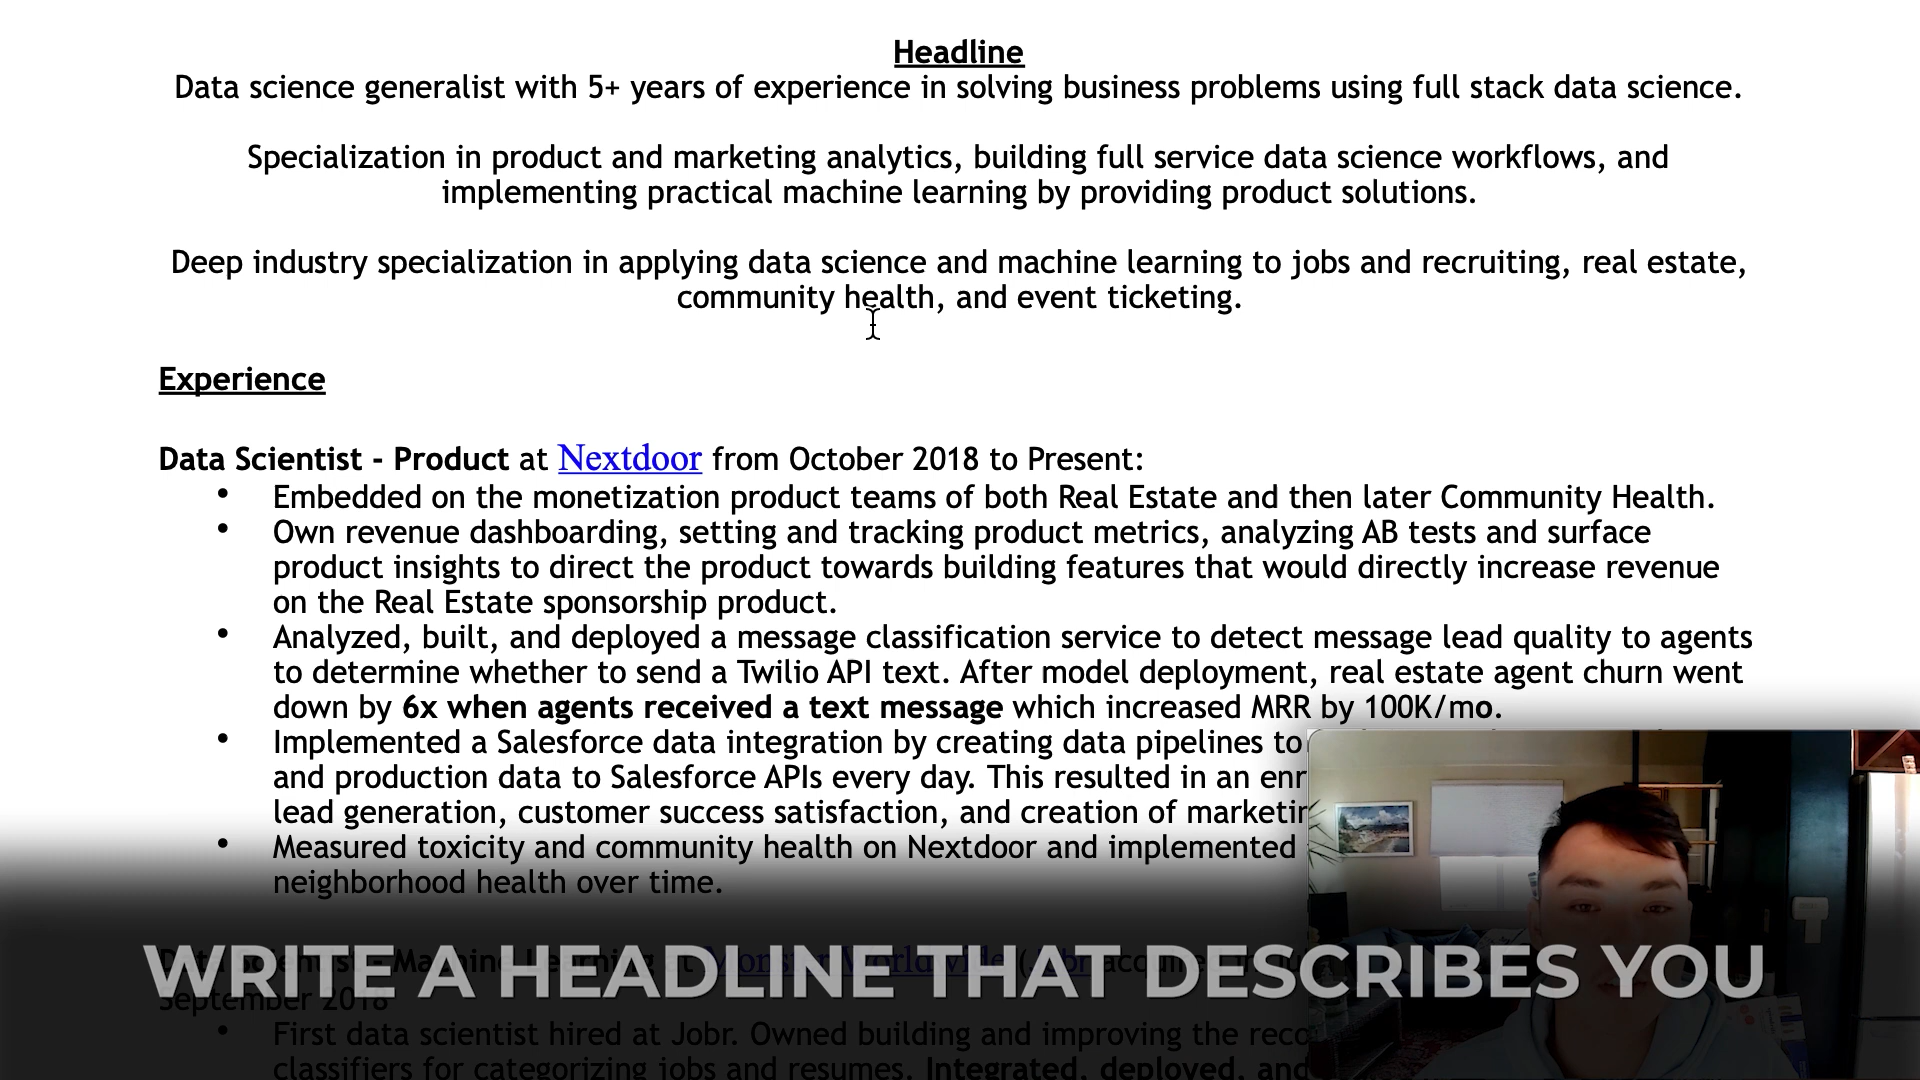 Headline
Data science generalist with 5+ years of experience in solving business problems using full stack data science.
Specialization in product and marketing analytics, building full service data science workflows, and
implementing practical machine learning by providing product solutions.
Deep industry specialization in applying data science and machine learning to jobs and recruiting, real estate,
community health, and event ticketing.
Experience
Data Scientist - Product at Nextdoor from October 2018 to Present:
• Embedded on the monetization product teams of both Real Estate and then later Community Health.
• Own revenue dashboarding, setting and tracking product metrics, analyzing AB tests and surface
product insights to direct the product towards building features that would directly increase revenue
on the Real Estate sponsorship product.
• Analyzed, built, and deployed a message classification service to detect message lead quality to agents
to determine whether to send a Twilio API text. After model deployment, real estate agent churn went
down by 6x when agents received a text message which increased MRR by 100K/mo.
• Implemented a Salesforce data integration by creating data pipelines to
and production data to Salesforce APIs every day. This resulted in an
lead generation, customer success satisfaction, and creation of
• Measured toxicity and community health on Nextdoor and implemented
neighborhood health over time.
WRITE A HEADLINE THAT DESCRIBES YOU
September 2018
• First data scientist hired at Jobr. Owned building and improving the
classifiers for categorizing jobs and resumes. Integrated, deployed, and